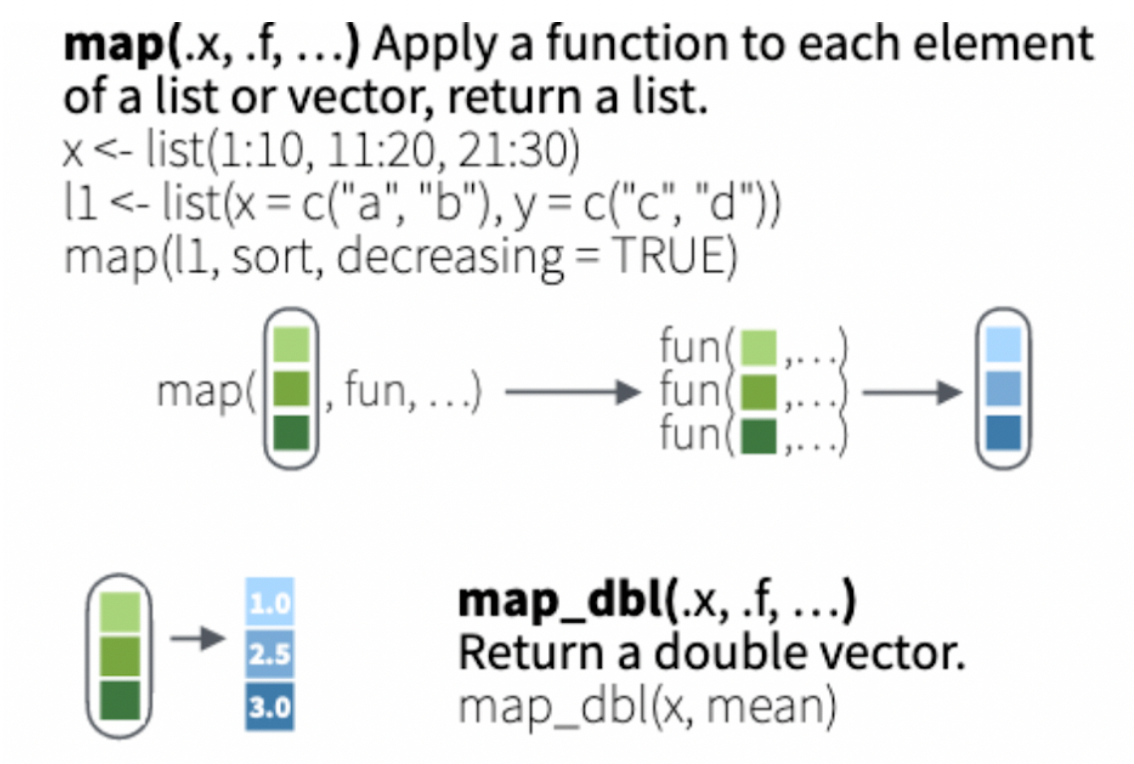 map(.x, .f, …) Apply a function to each element
of a list or vector, return a list.
x <- list(1:10, 11:20, 21:30)
l1 <- list(x = c("a", "b"), y = c("c", "d"))
map(l1, sort, decreasing = TRUE)
map( , fun, …)
fun( ,…)
fun( ,…)
fun( ,…)
1.0
2.5
3.0
map_dbl(.x, .f, …)
Return a double vector.
map_dbl(x, mean)